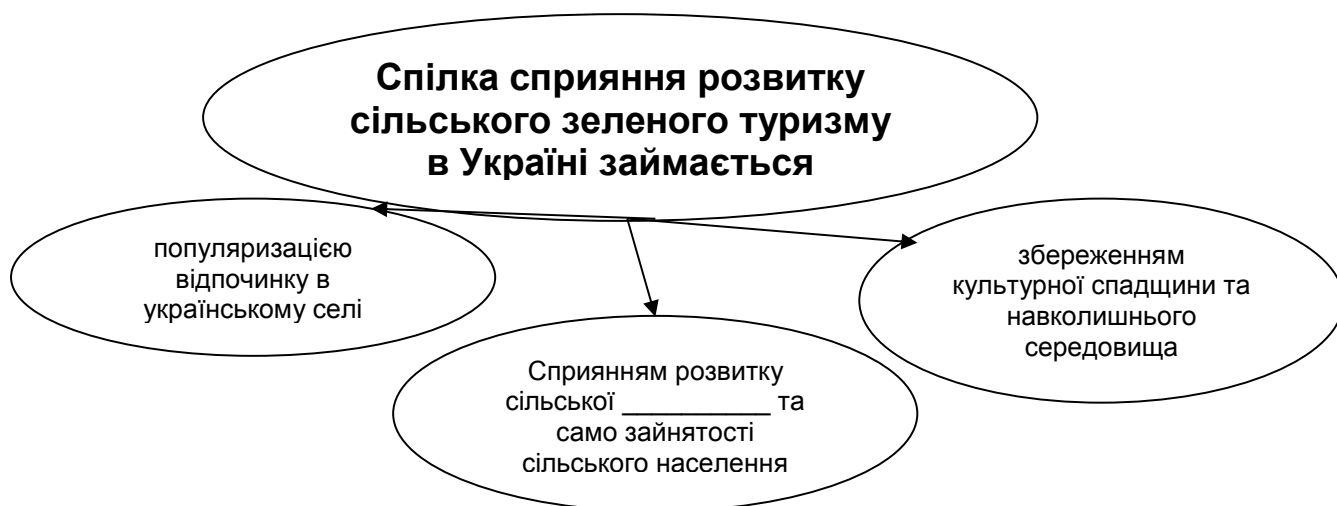 Спілка сприяння розвитку
сільського зеленого туризму
в Україні займається
популяризацією
відпочинку в
українському селі
Сприянням розвитку
сільської ___________ та
само зайнятості
сільського населення
збереженням
культурної спадщини та
навколишнього
середовища